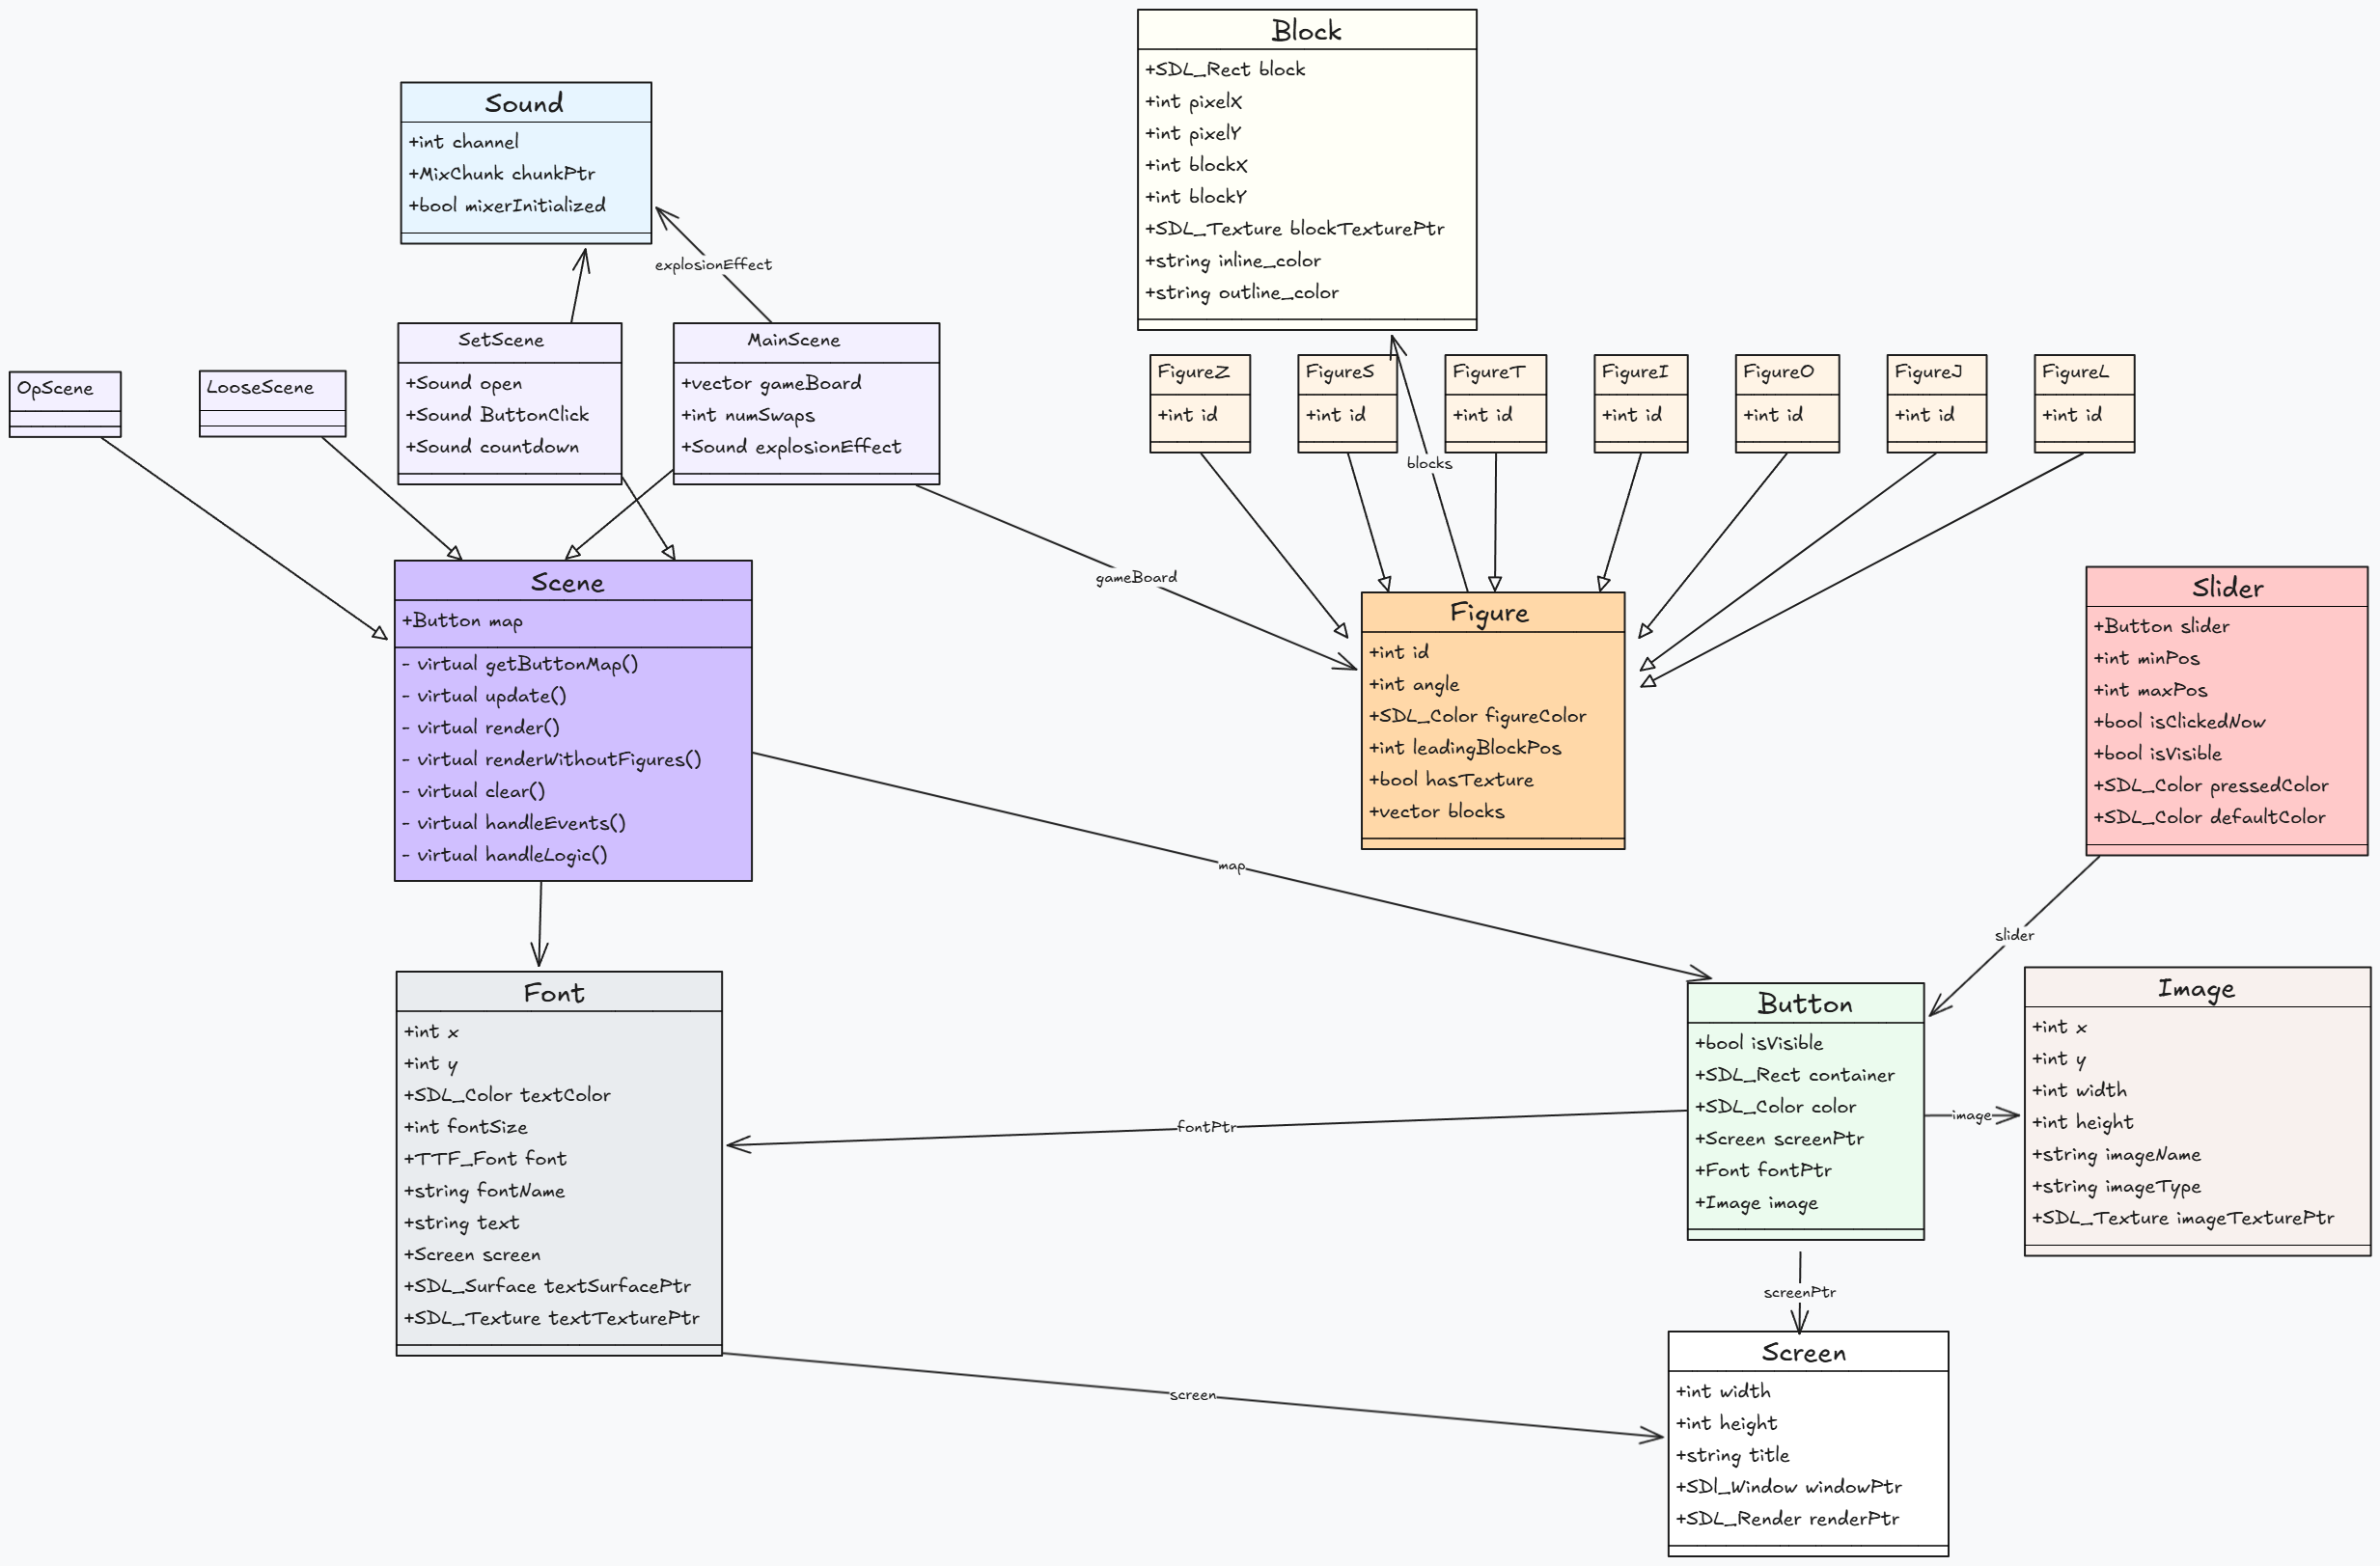 Block
+SDL_Rect block
+int pixelX
+int pixelY
+int blockX
+int blockY
+SDL_Texture blockTexturePtr
+string inline_color
+string outline_color
Sound
+int channel
+MixChunk chunkPtr
+bool mixerInitialized
explosionEffect
OpScene
LooseScene
SetScene
+Sound open
+Sound ButtonClick
+Sound countdown
MainScene
+vector gameBoard
+int numSwaps
+Sound explosionEffect
FigureZ
+int id
FigureS
+int id
FigureT
+int id
FigureI
+int id
FigureO
+int id
FigureJ
+int id
FigureL
+int id
blocks
gameBoard
Scene
+Button map
- virtual getButtonMap()
- virtual update()
- virtual render()
- virtual renderWithoutFigures()
- virtual clear()
- virtual handleEvents()
- virtual handleLogic()
Figure
+int id
+int angle
+SDL_Color figureColor
+int leadingBlockPos
+bool hasTexture
+vector blocks
Slider
+Button slider
+int minPos
+int maxPos
+bool isClickedNow
+bool isVisible
+SDL_Color pressedColor
+SDL_Color defaultColor
map
slider
Font
+int x
+int y
+SDL_Color textColor
+int fontSize
+TTF_Font font
+string fontName
+string text
+Screen screen
+SDL_Surface textSurfacePtr
+SDL_Texture textTexturePtr
fontPtr
Button
+bool isVisible
+SDL_Rect container
+SDL_Color color
+Screen screenPtr
+Font fontPtr
+Image image
image
Image
+int x
+int y
+int width
+int height
+string imageName
+string imageType
+SDL_Texture imageTexturePtr
screenPtr
screen
Screen
+int width
+int height
+string title
+SDl_Window windowPtr
+SDL_Render renderPtr